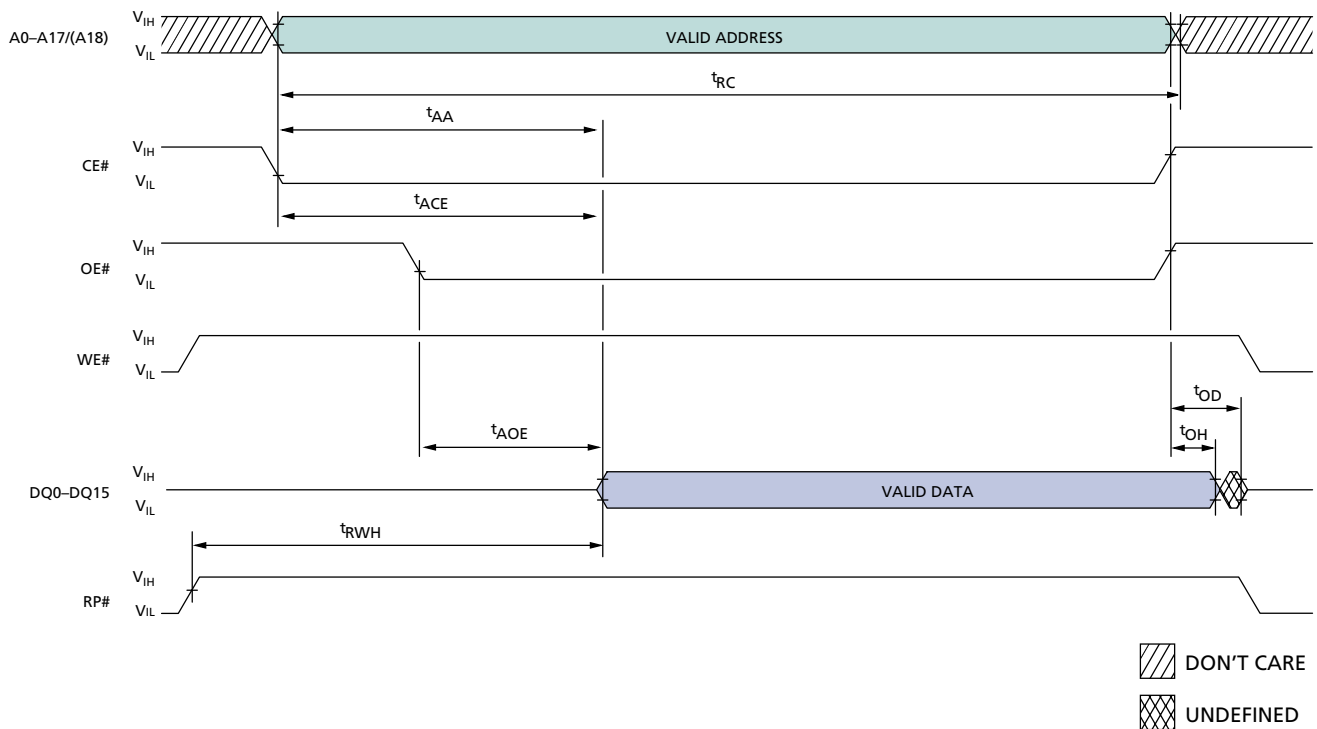 VIH
A0–A17/(A18)
VALID ADDRESS
VIL
tRC
tAA
VIH
CE#
VIL
tACE
VIH
OE#
VIL
VIH
WE#
VIL
tOD
tAOE
tOH
VIH
DQ0–DQ15
VALID DATA
VIL
tRWH
VIH
RP#
VIL
DON'T CARE
UNDEFINED